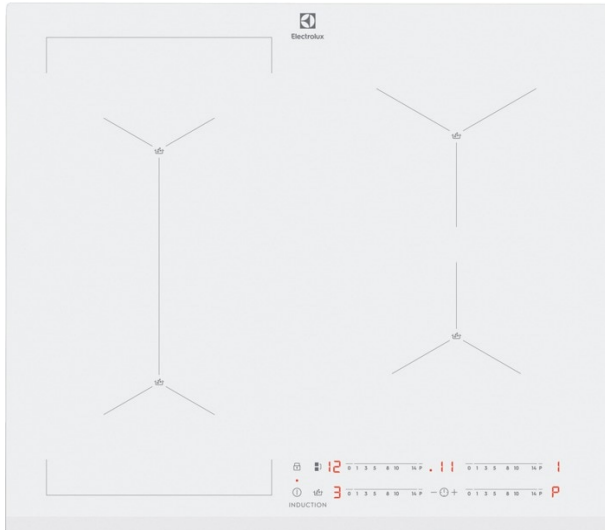 Electrolux
12 0 1 3 5 8 10 14 P . 11 0 1 3 5 8 10 14 P 1
3 0 1 3 5 8 10 14 P − + 0 1 3 5 8 10 14 P P
INDUCTION